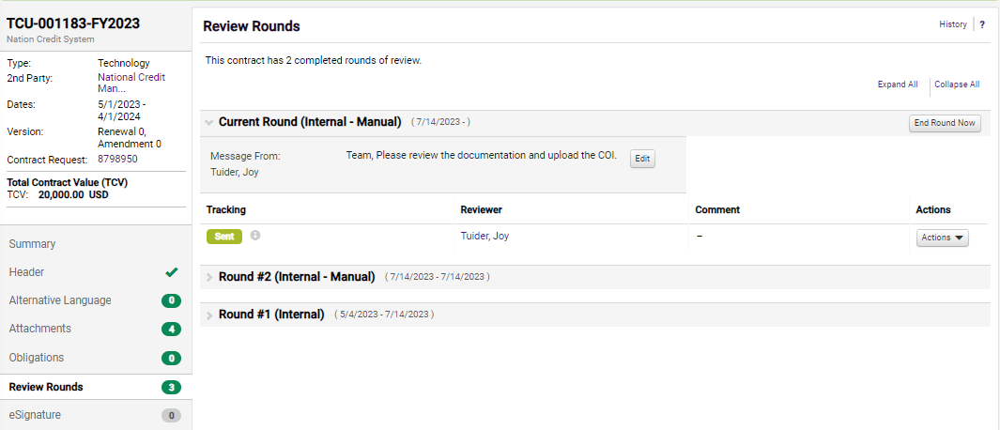 TCU-001183-FY2023
Nation Credit System
Type: Technology
2nd Party: National Credit
Man...
Dates: 5/1/2023 -
4/1/2024
Version: Renewal 0,
Amendment 0
Contract Request: 8798950
Total Contract Value (TCV)
TCV: 20,000.00 USD
Summary
Header
Alternative Language 0
Attachments 4
Obligations 0
Review Rounds 3
eSignature 0
Review Rounds
History ?
This contract has 2 completed rounds of review.
Expand All Collapse All
Current Round (Internal - Manual) ( 7/14/2023 - ) End Round Now
Message From: Team, Please review the documentation and upload the COI. Edit
Tuider, Joy
Tracking Reviewer Comment Actions
Sent Tuider, Joy – Actions
Round #2 (Internal - Manual) ( 7/14/2023 - 7/14/2023 )
Round #1 (Internal) ( 5/4/2023 - 7/14/2023 )